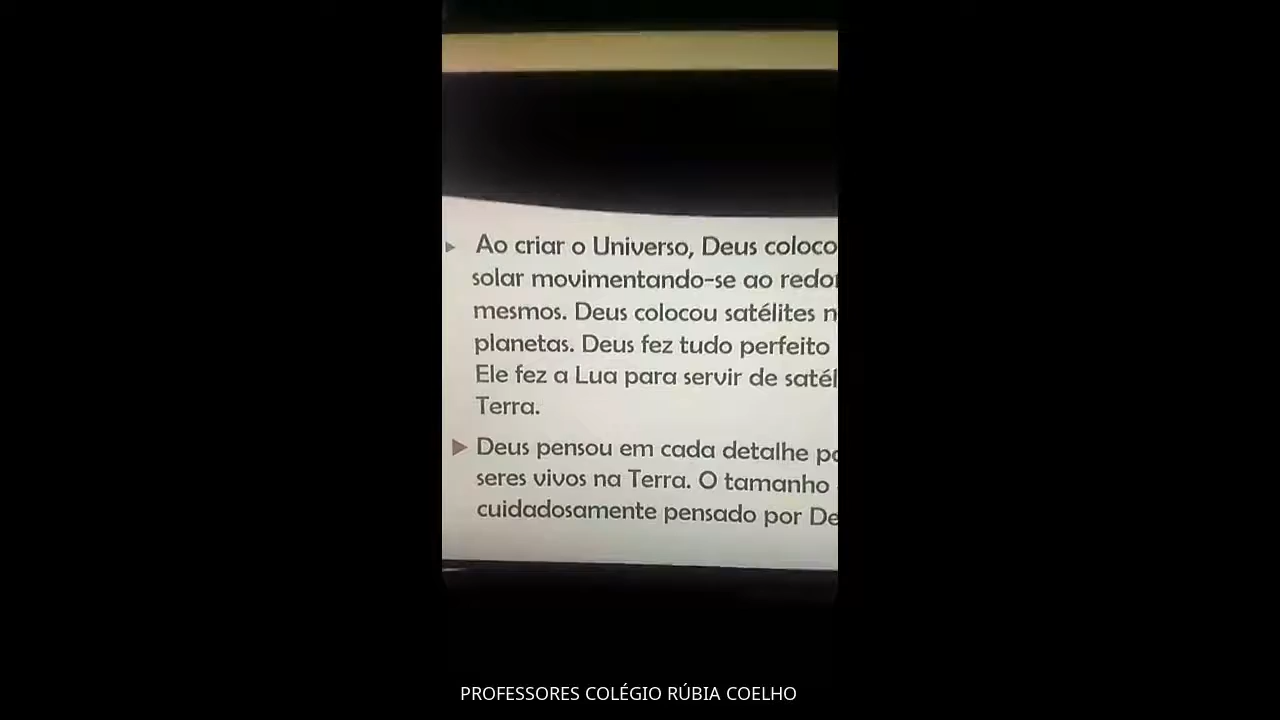 Ao criar o Universo, Deus coloco
solar movimentando-se ao redor
mesmos. Deus colocou satélites n
planetas. Deus fez tudo perfeito
Ele fez a Lua para servir de satél
Terra.
Deus pensou em cada detalhe pa
seres vivos na Terra. O tamanho
cuidadosamente pensado por De
PROFESSORES COLÉGIO RÚBIA COELHO